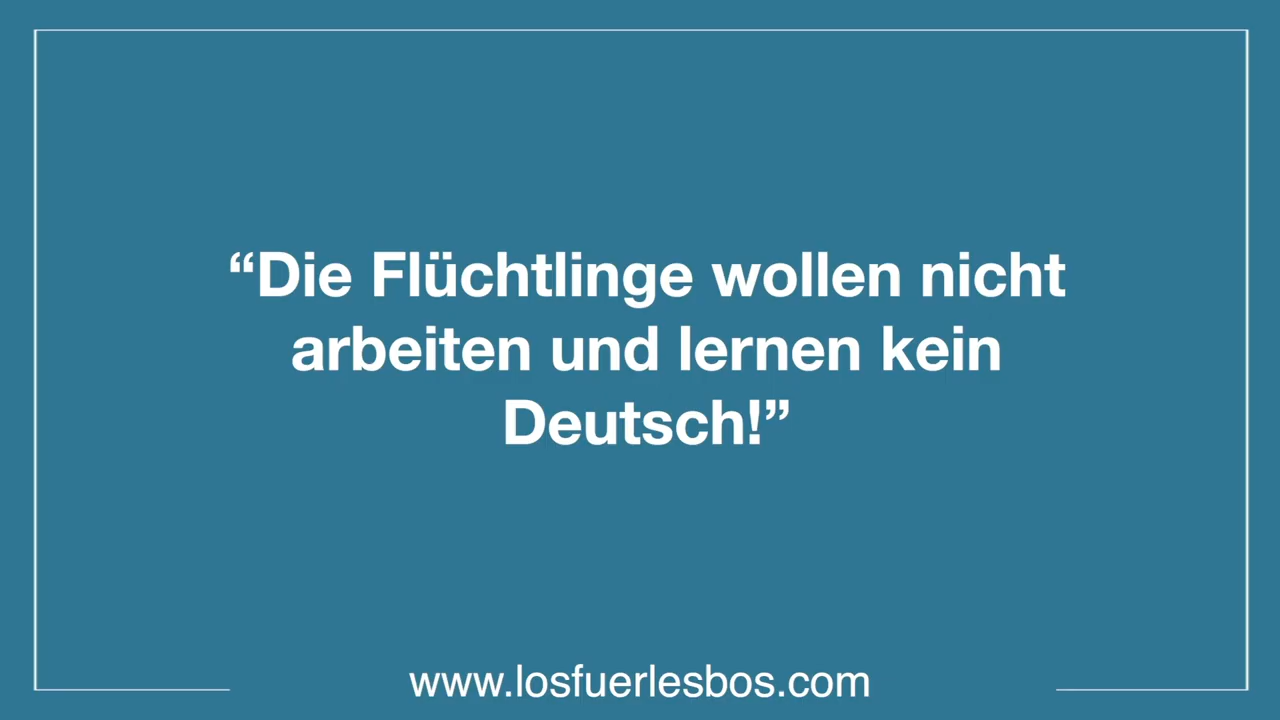 “Die Flüchtlinge wollen nicht
arbeiten und lernen kein
Deutsch!”
www.losfuerlesbos.com